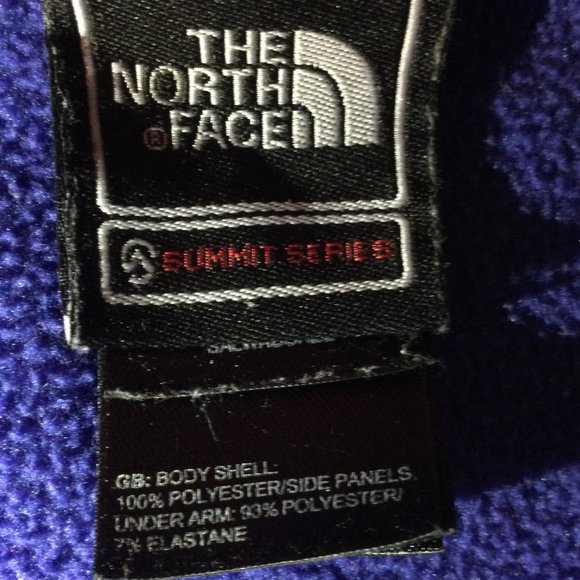 THE
NORTH
® FACE
SUMMIT SERIES
GB: BODY SHELL:
100% POLYESTER/SIDE PANELS,
UNDER ARM: 93% POLYESTER/
7% ELASTANE